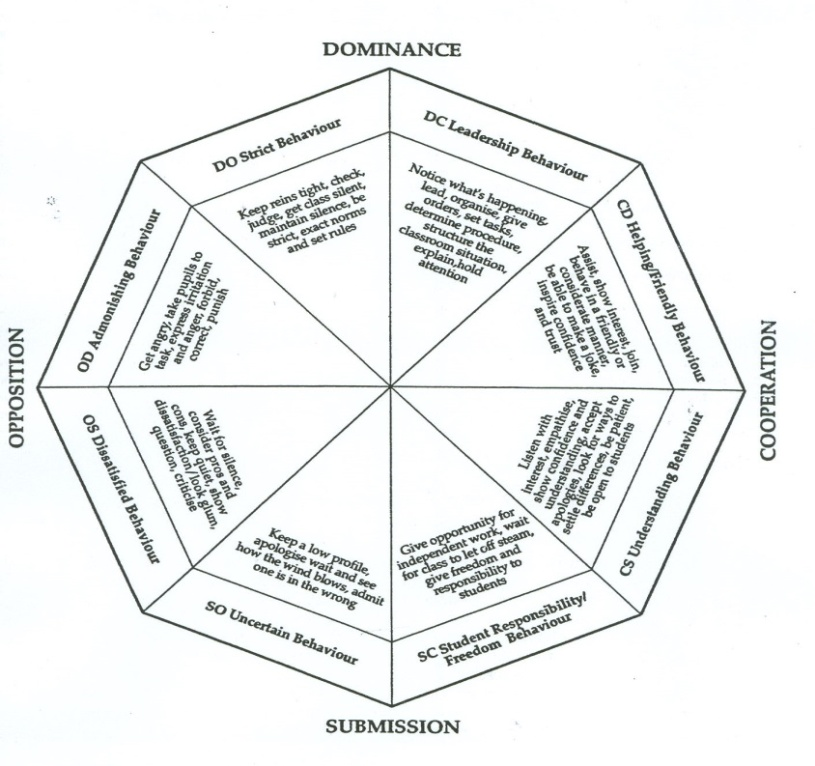 DOMINANCE
DO Strict Behaviour
Keep reins tight, check,
judge, get class silent,
maintain silence, be
strict, exact norms
and set rules
DC Leadership Behaviour
Notice what's happening,
lead, organise, give
orders, set tasks,
determine procedure,
structure the
classroom situation,
explain,hold
attention
CD Helping/Friendly Behaviour
Assist, show interest, join,
behave in a friendly or
considerate manner,
be able to make a joke,
inspire confidence
and trust
COOPERATION
CS Understanding Behaviour
Listen with
interest, empathise,
show confidence and
understanding, accept
apologies, look for ways to
settle differences, be patient,
be open to students
SC Student Responsibility/
Freedom Behaviour
Give opportunity for
independent work, wait
for class to let off steam,
give freedom and
responsibility to
students
SUBMISSION
SO Uncertain Behaviour
Keep a low profile,
apologise wait and see
how the wind blows, admit
one is in the wrong
OS Dissatisfied Behaviour
Wait for silence,
consider pros and
cons, keep quiet, show
dissatisfaction/look glum,
question, criticise
OPPOSITION
OD Admonishing Behaviour
Get angry, take pupils to
task, express irritation
and anger, forbid,
correct, punish